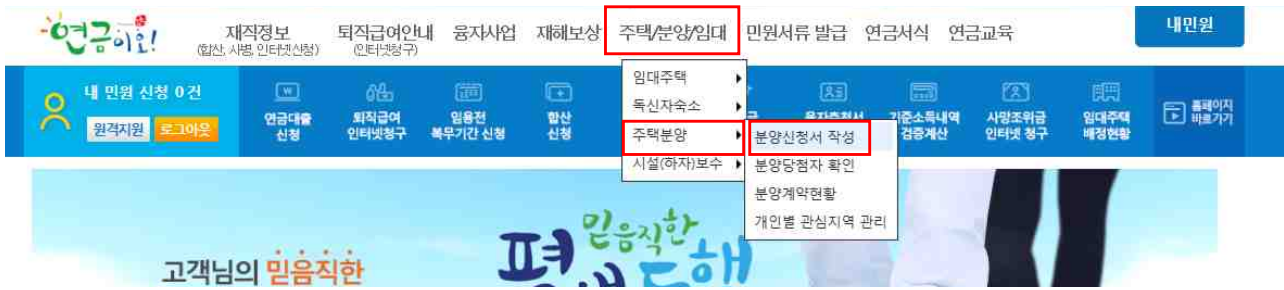 연금이음!
재직정보
(합산, 사병, 인터넷신청)
퇴직급여안내
(인터넷청구)
융자사업
재해보상
주택/분양/임대
민원서류 발급
연금서식
연금교육
내민원
내 민원 신청 0건
원격지원
로그아웃
연금대출
신청
퇴직급여
인터넷청구
임용전
복무기간 신청
합산
신청
기준소득내역
검증계산
사망조위금
인터넷 청구
임대주택
배정현황
홈페이지
바로가기
임대주택
독신자숙소
주택분양
시설(하자)보수
분양신청서 작성
분양당첨자 확인
분양계약현황
개인별 관심지역 관리
고객님의 믿음직한
믿음직한